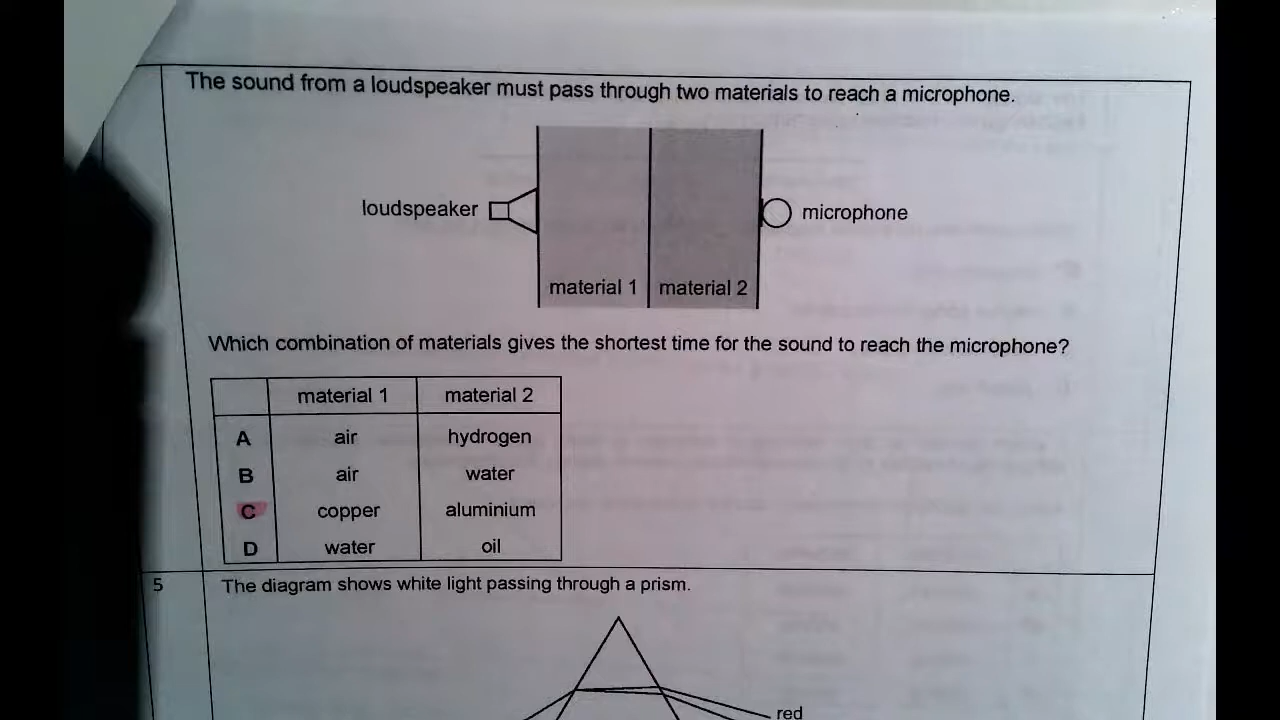 The sound from a loudspeaker must pass through two materials to reach a microphone.
loudspeaker
microphone
material 1
material 2
Which combination of materials gives the shortest time for the sound to reach the microphone?
material 1 material 2
A air hydrogen
B air water
C copper aluminium
D water oil
5 The diagram shows white light passing through a prism.
red